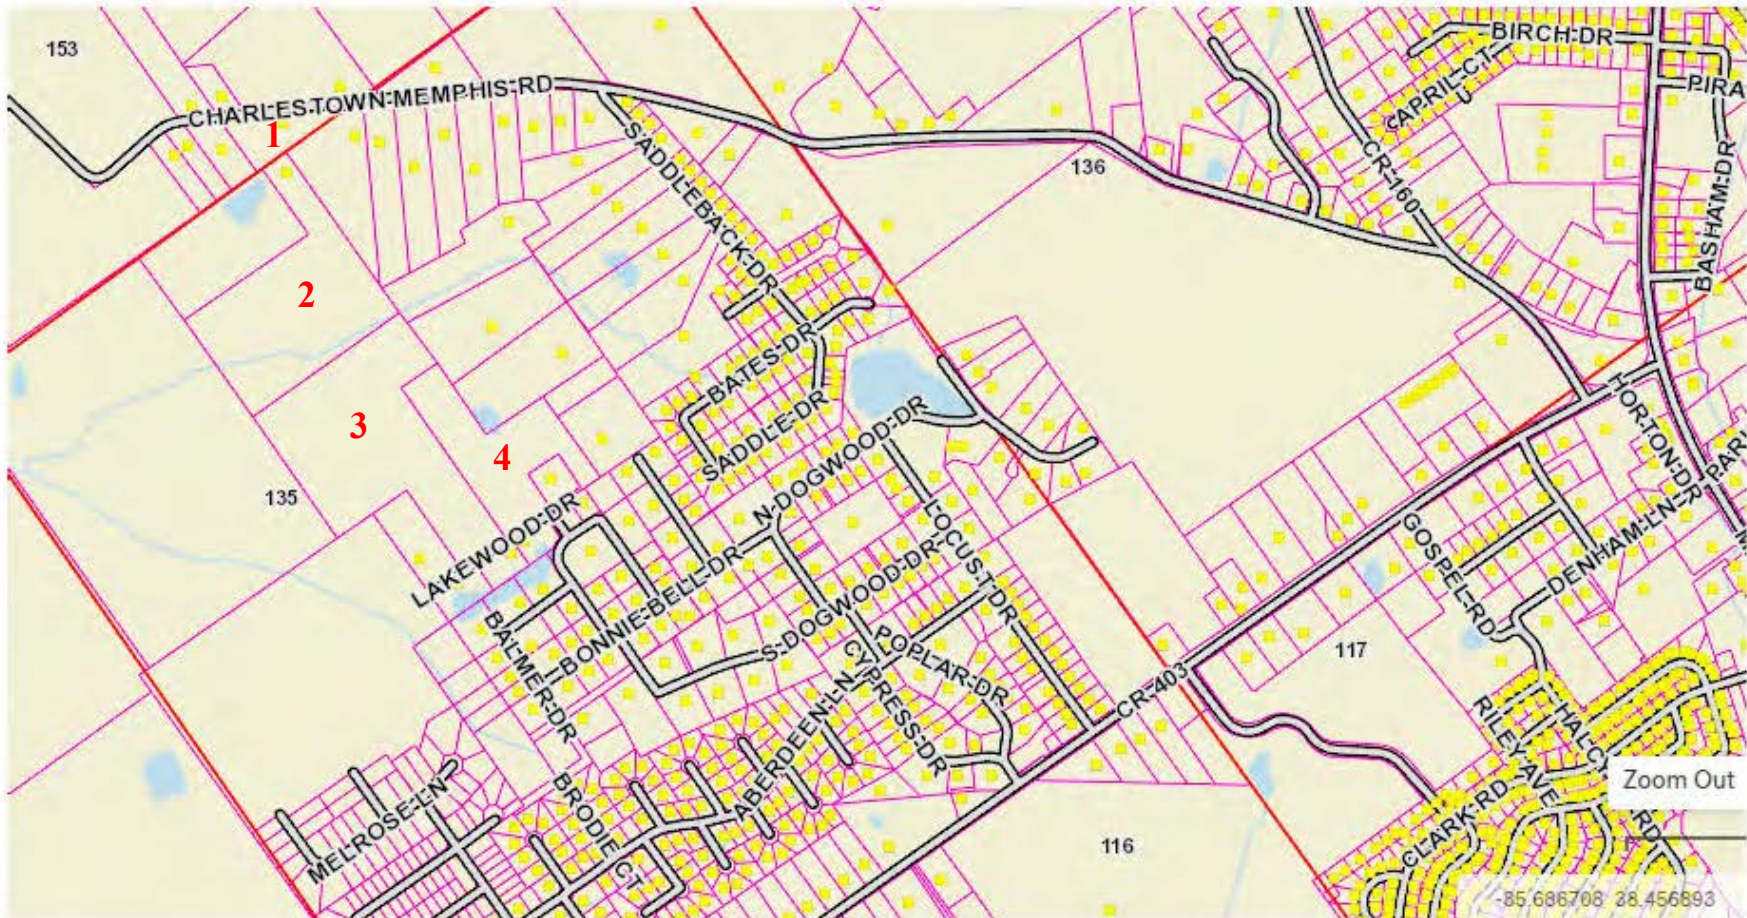 153
BIRCH-DR
PIRA
APRIL-CT
CHARLESTOWN-MEMPHIS-RD
1
SADDLEBACK-DR
136
CR-160
BASHAM-DR
2
BATES-DR
SADDLE-DR
N-DOGWOOD-DR
HORTON-DR
3
4
135
LAKEWOOD-DR
LOCUST-DR
GOSPEL-RD
DENHAM-LN
PAR
BONNIE-BELL-DR
S-DOGWOOD-DR
BALMER-DR
POPLAR-DR
CYPRESS-DR
CR-403
117
ABERDEEN-LN
RILEY-AVE
MELROSE-LN
BRODIE-CT
CLARK-RD
RD
116
Zoom Out
-85.686708 38.456893